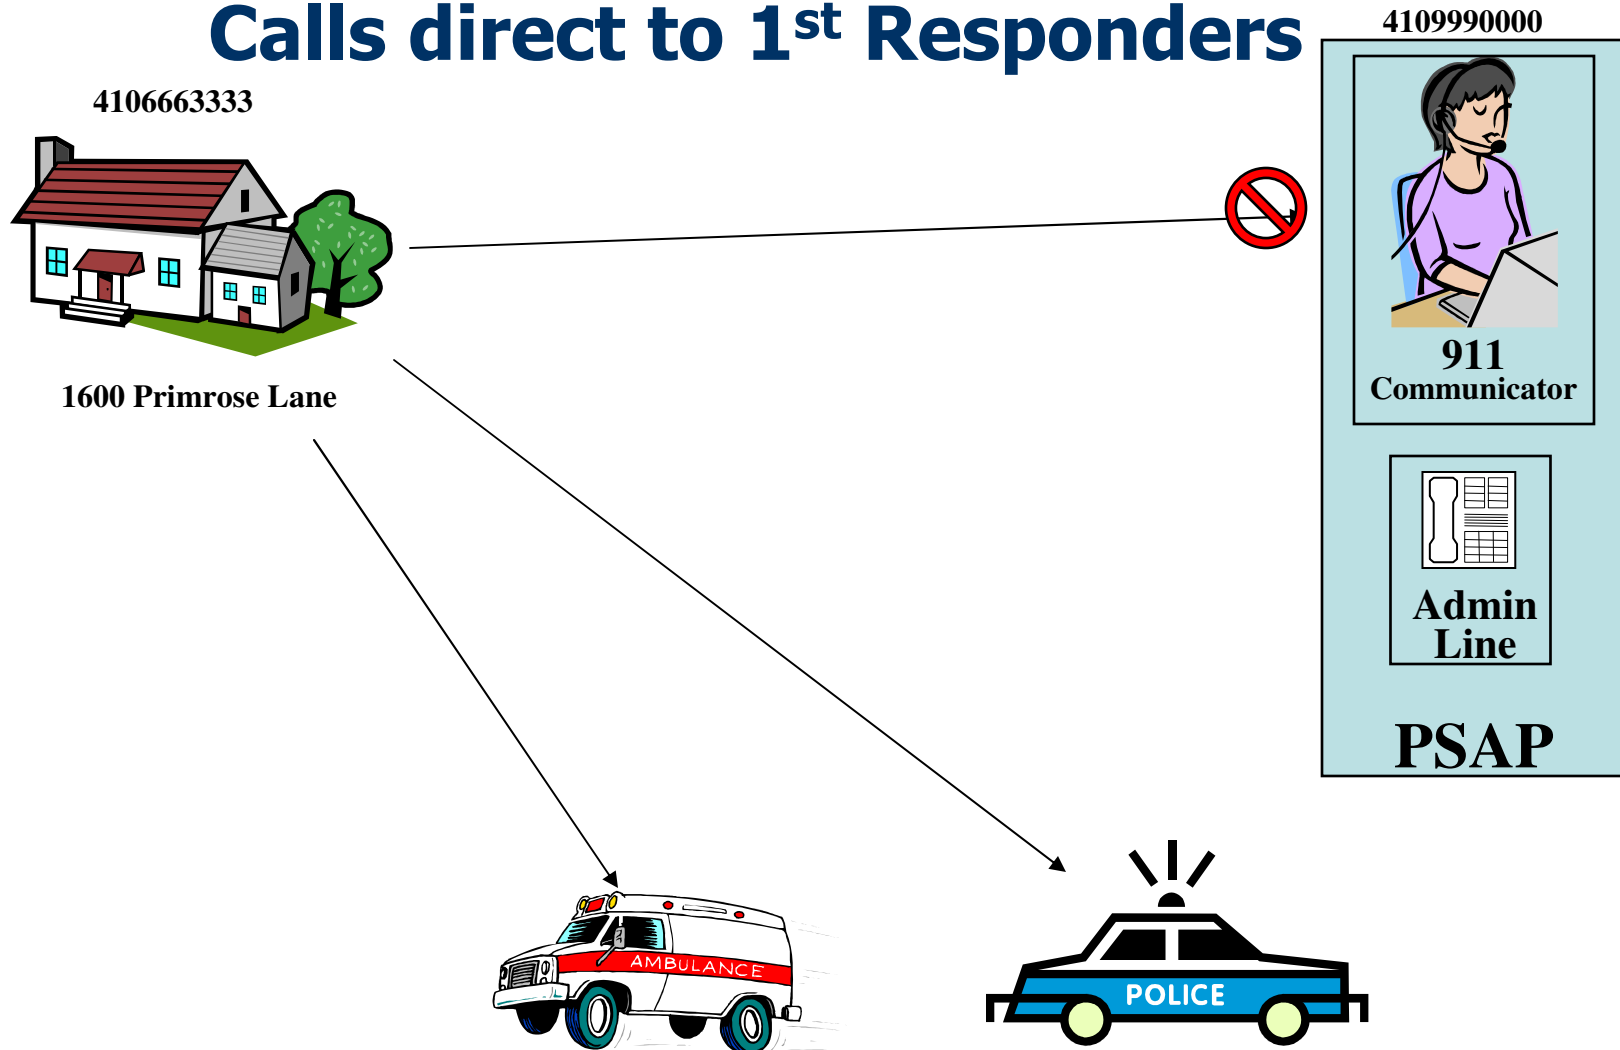 Calls direct to 1st Responders
4109990000
4106663333
1600 Primrose Lane
911
Communicator
Admin
Line
PSAP
AMBULANCE
POLICE